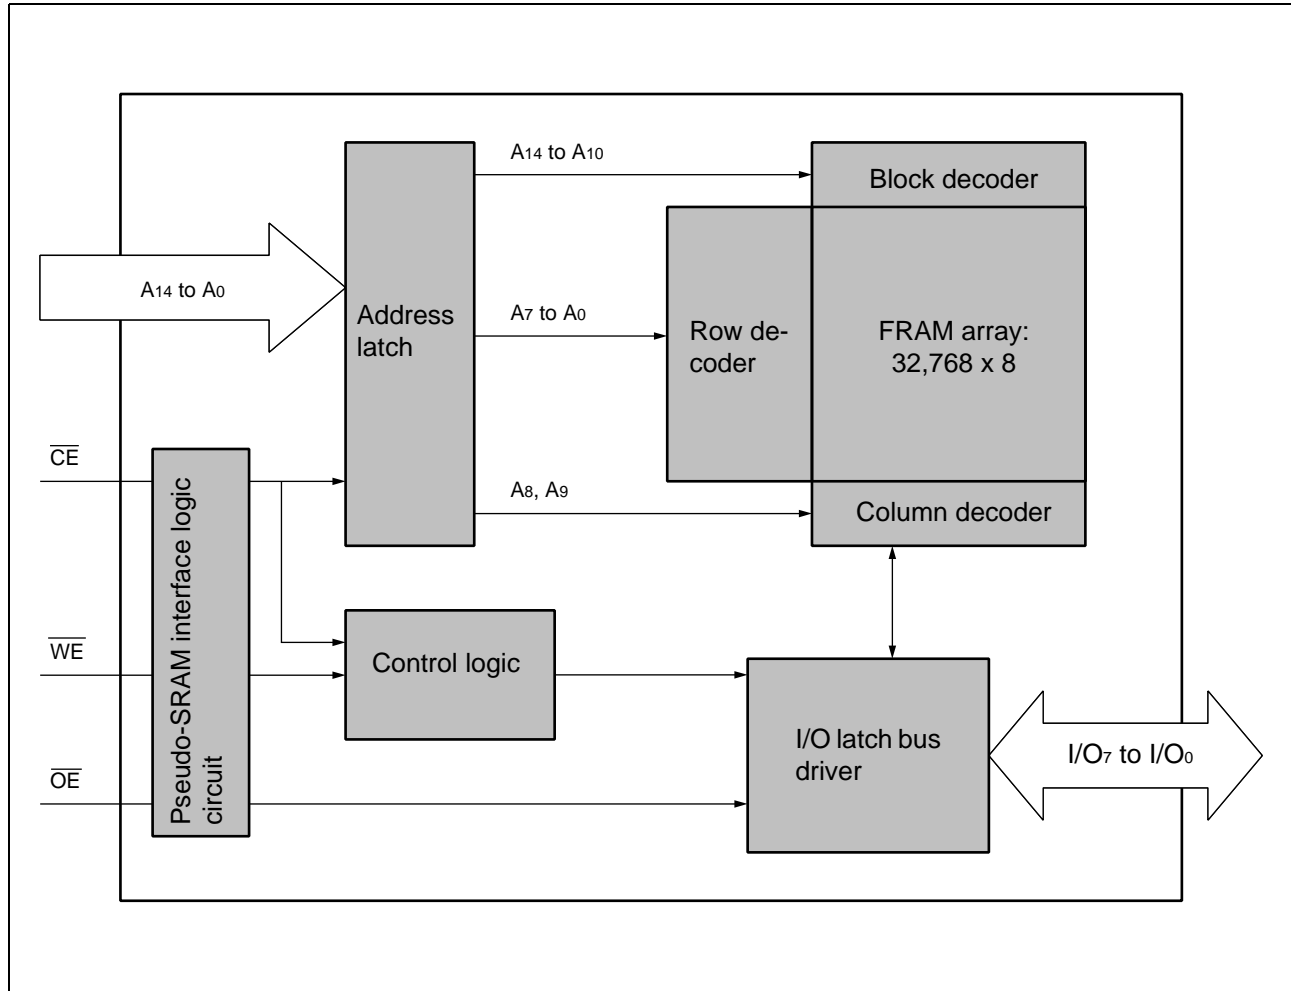 A14 to A10
Block decoder
A14 to A0
Address
latch
A7 to A0
Row de-
coder
FRAM array:
32,768 x 8
CE
A8, A9
Column decoder
Pseudo-SRAM interface logic
circuit
WE
Control logic
I/O latch bus
driver
I/O7 to I/O0
OE